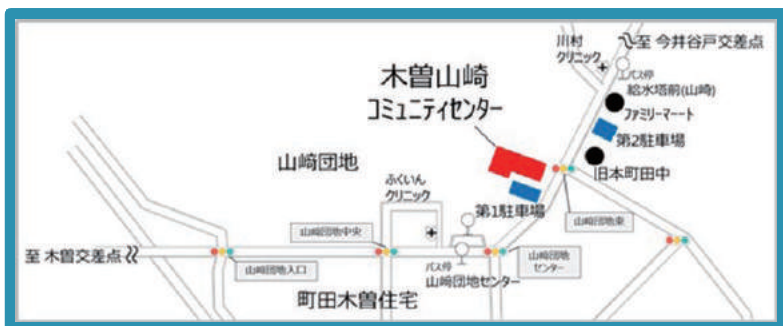 川村
クリニック
至 今井谷戸交差点
バス停
給水塔前(山崎)
ファミリーマート
第2駐車場
旧本町田中
木曽山崎
コミュニティセンター
山崎団地
ふくいん
クリニック
第1駐車場
山崎団地東
山崎団地中央
至 木曽交差点
山崎団地入口
バス停
山崎団地センター
山崎団地
センター
町田木曽住宅